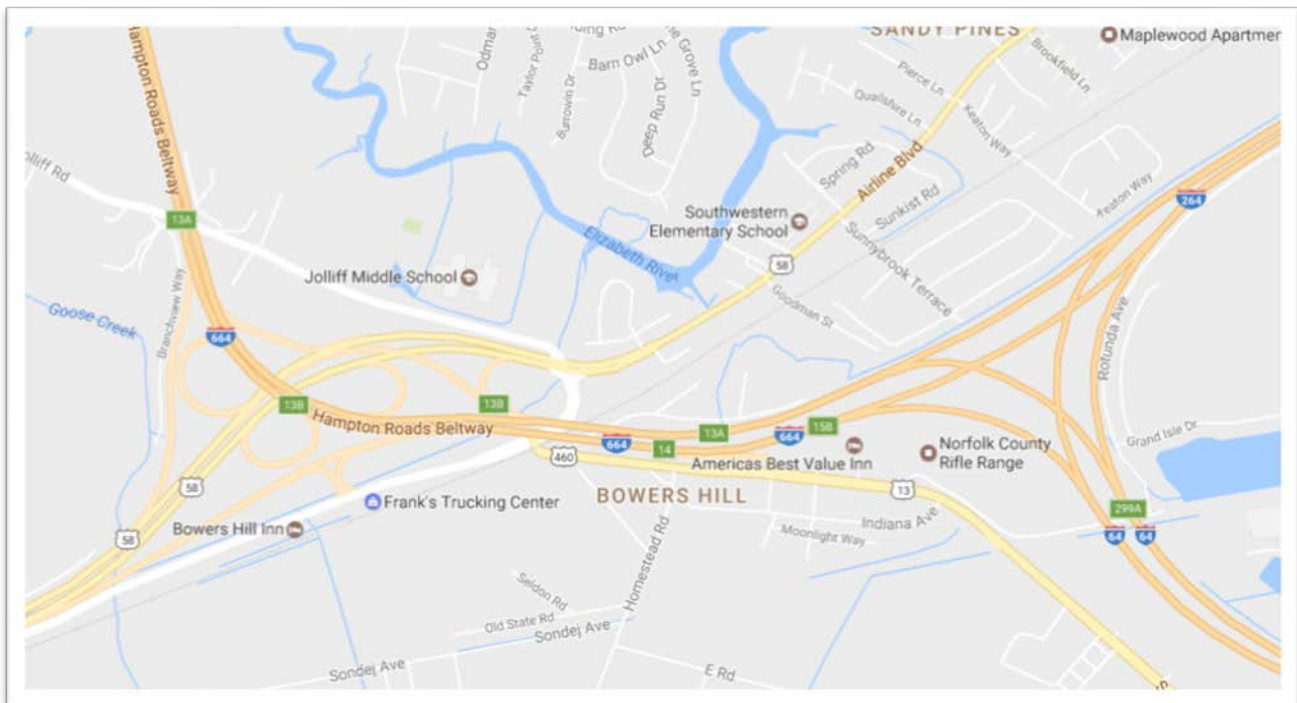 SANDY PINES
Maplewood Apartmen
Hampton Roads Beltway
Odman
Taylor Point
Barn Owl Ln
Burrowin Dr
Deep Run Dr
Grove Ln
Pierce Ln
Brookfield Ln
Quailshire Ln
Keaton Way
Spring Rd
Airline Blvd
Sunkist Rd
Yeaton Way
264
olliff Rd
13A
Southwestern
Elementary School
Elizabeth River
58
Sunnybrook Terrace
Goodman St
Jolliff Middle School
Goose Creek
Branchview Way
664
Rotunda Ave
13B
13B
Hampton Roads Beltway
664
14
13A
664
15B
Americas Best Value Inn
Norfolk County
Rifle Range
Grand Isle Dr
460
13
58
Frank's Trucking Center
BOWERS HILL
Indiana Ave
Moonlight Way
299A
64
64
58
Bowers Hill Inn
Homestead Rd
Seldon Rd
Old State Rd
Sondej Ave
Sondej Ave
E Rd